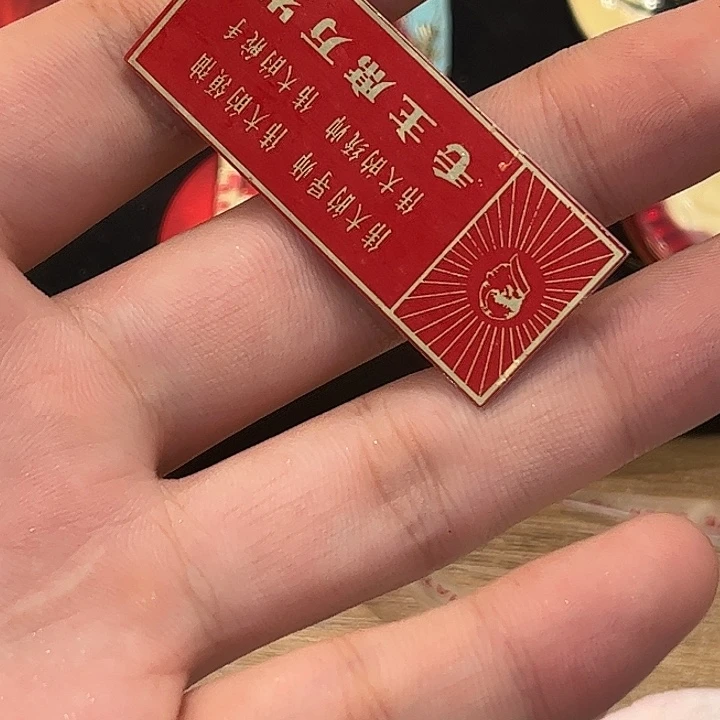 伟大的导师 伟大的领袖
伟大的统帅 伟大的舵手
毛主席万